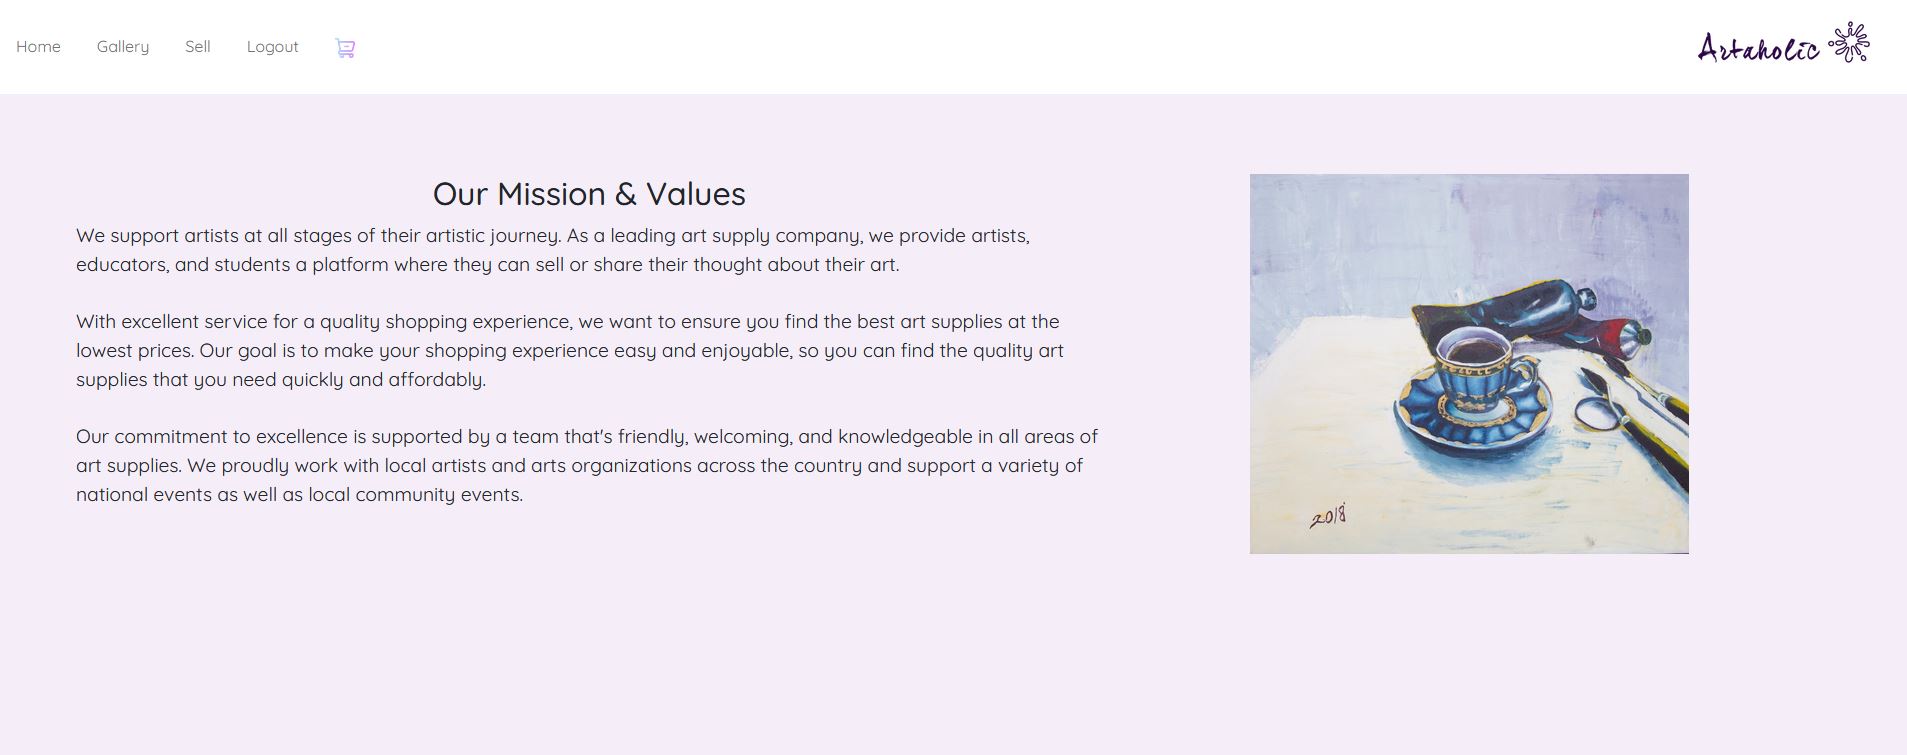 Home Gallery Sell Logout
Artaholic
Our Mission & Values
We support artists at all stages of their artistic journey. As a leading art supply company, we provide artists,
educators, and students a platform where they can sell or share their thought about their art.
With excellent service for a quality shopping experience, we want to ensure you find the best art supplies at the
lowest prices. Our goal is to make your shopping experience easy and enjoyable, so you can find the quality art
supplies that you need quickly and affordably.
Our commitment to excellence is supported by a team that's friendly, welcoming, and knowledgeable in all areas of
art supplies. We proudly work with local artists and arts organizations across the country and support a variety of
national events as well as local community events.
2018